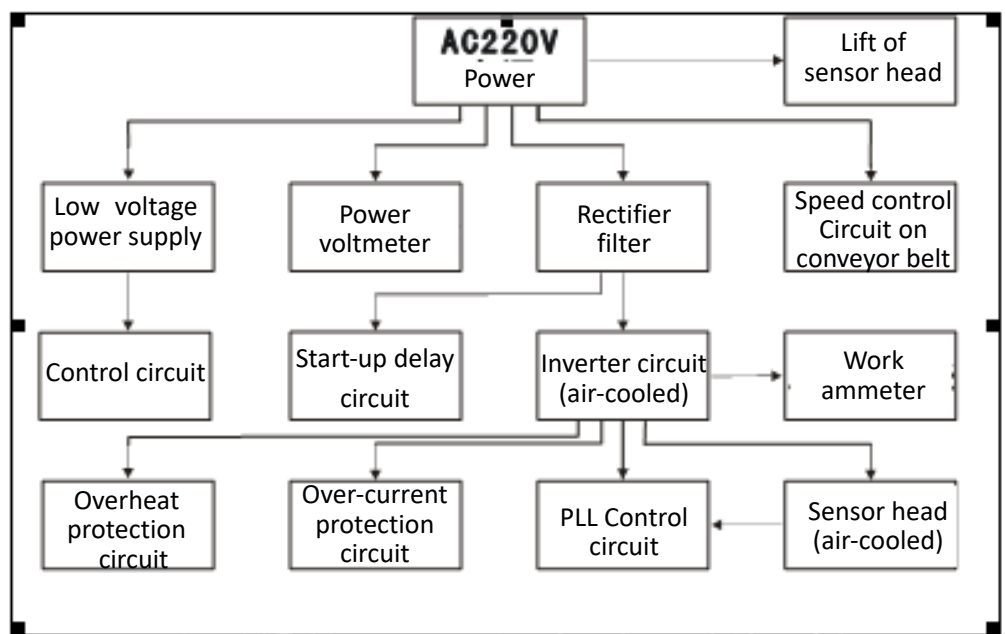 AC220V
Power
Lift of
sensor head
Low voltage
power supply
Power
voltmeter
Rectifier
filter
Speed control
Circuit on
conveyor belt
Control circuit
Start-up delay
circuit
Inverter circuit
(air-cooled)
Work
ammeter
Overheat
protection
circuit
Over-current
protection
circuit
PLL Control
circuit
Sensor head
(air-cooled)